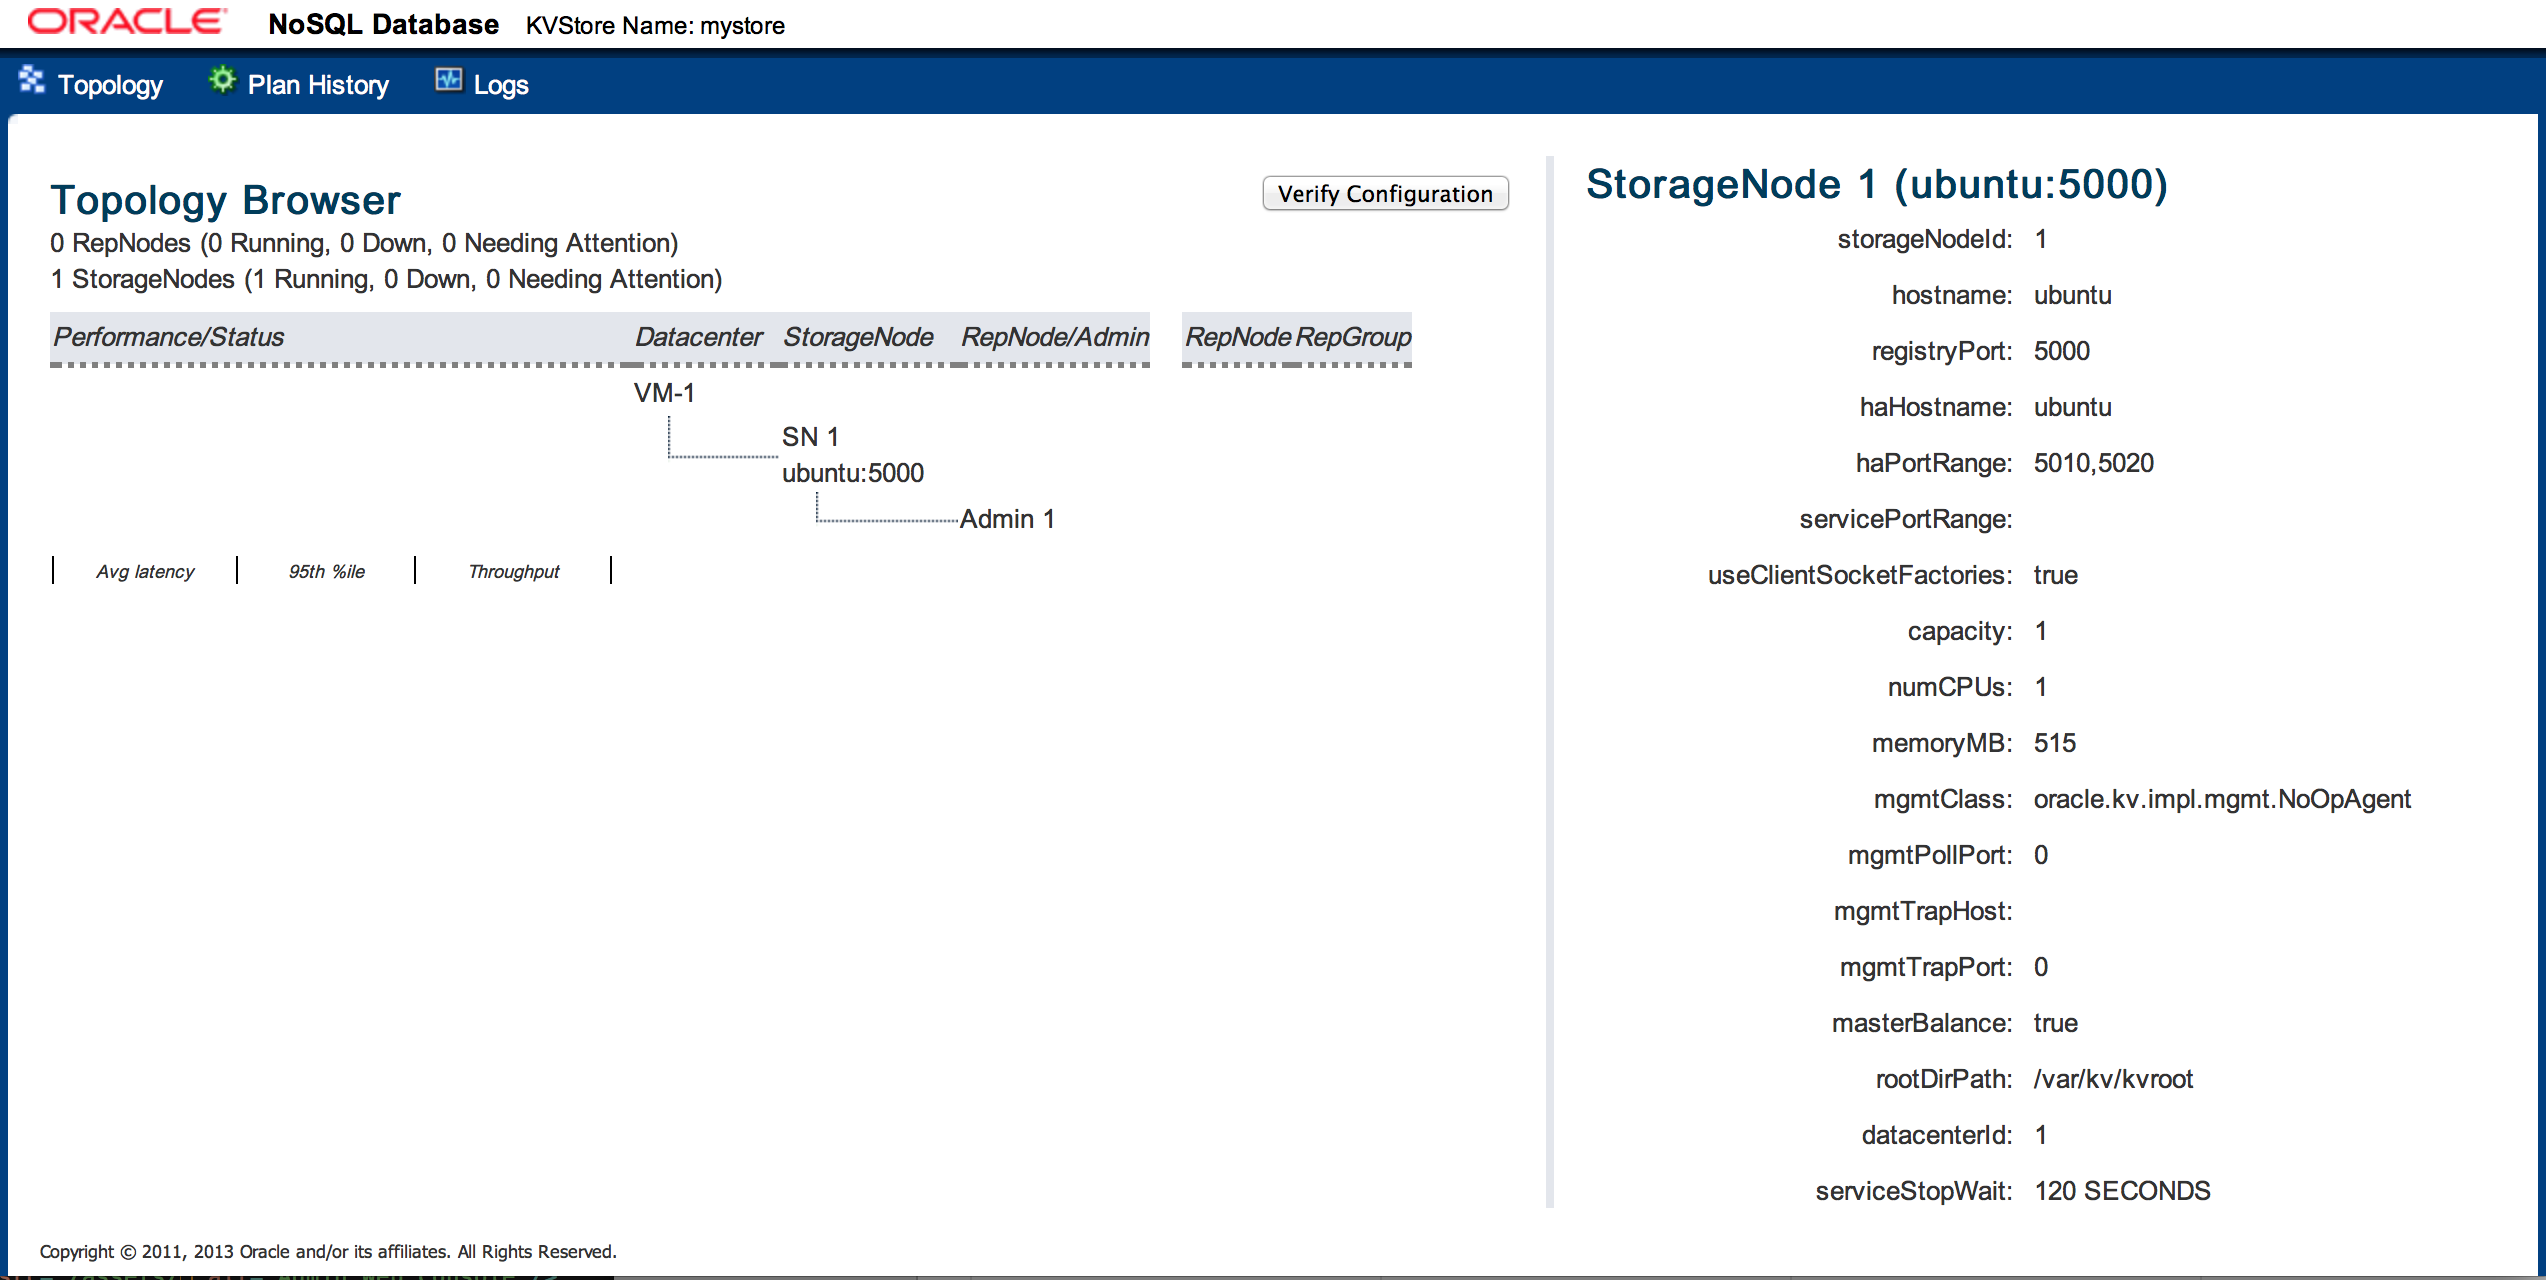 ORACLE NoSQL Database KVStore Name: mystore
Topology Plan History Logs
Topology Browser
Verify Configuration
0 RepNodes (0 Running, 0 Down, 0 Needing Attention)
1 StorageNodes (1 Running, 0 Down, 0 Needing Attention)
Performance/Status Datacenter StorageNode RepNode/Admin RepNode RepGroup
VM-1
SN 1
ubuntu:5000
Admin 1
Avg latency 95th %ile Throughput
StorageNode 1 (ubuntu:5000)
storageNodeId: 1
hostname: ubuntu
registryPort: 5000
haHostname: ubuntu
haPortRange: 5010,5020
servicePortRange:
useClientSocketFactories: true
capacity: 1
numCPUs: 1
memoryMB: 515
mgmtClass: oracle.kv.impl.mgmt.NoOpAgent
mgmtPollPort: 0
mgmtTrapHost:
mgmtTrapPort: 0
masterBalance: true
rootDirPath: /var/kv/kvroot
datacenterId: 1
serviceStopWait: 120 SECONDS
Copyright © 2011, 2013 Oracle and/or its affiliates. All Rights Reserved.